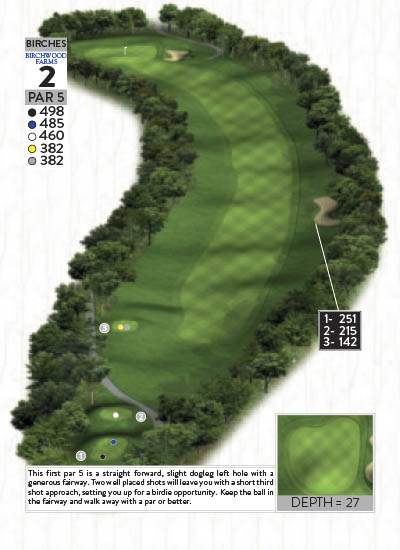 BIRCHES
BIRCHWOOD
FARMS
2
PAR 5
498
485
460
382
382
1- 251
2- 215
3- 142
3
2
1
This first par 5 is a straight forward, slight dogleg left hole with a
generous fairway. Two well placed shots will leave you with a short third
shot approach, setting you up for a birdie opportunity. Keep the ball in
the fairway and walk away with a par or better.
DEPTH = 27